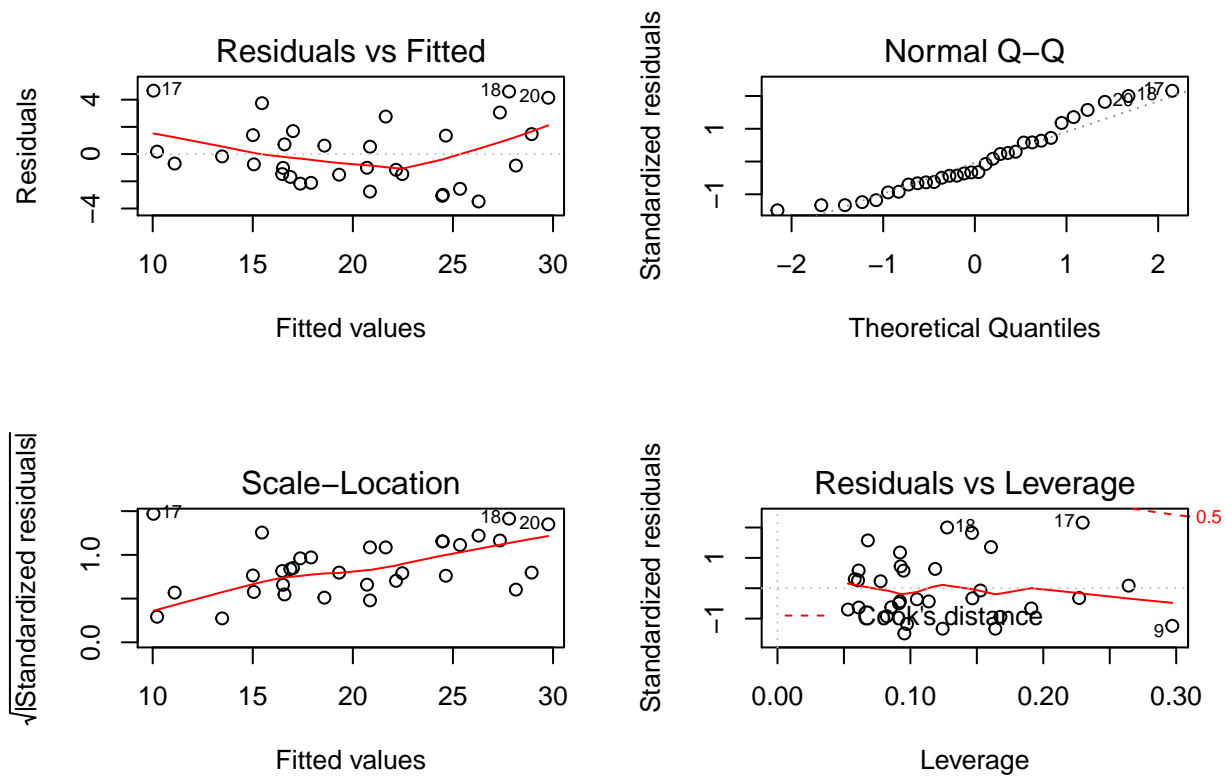 Residuals vs Fitted
Residuals
4
0
−4
17
18
20
10 15 20 25 30
Fitted values
Normal Q−Q
Standardized residuals
1
−1
17
18
20
−2 −1 0 1 2
Theoretical Quantiles
Scale−Location
√|Standardized residuals|
1.0
0.0
17
18
20
10 15 20 25 30
Fitted values
Residuals vs Leverage
Standardized residuals
1
−1
18
17
0.5
Cook's distance
9
0.00 0.10 0.20 0.30
Leverage